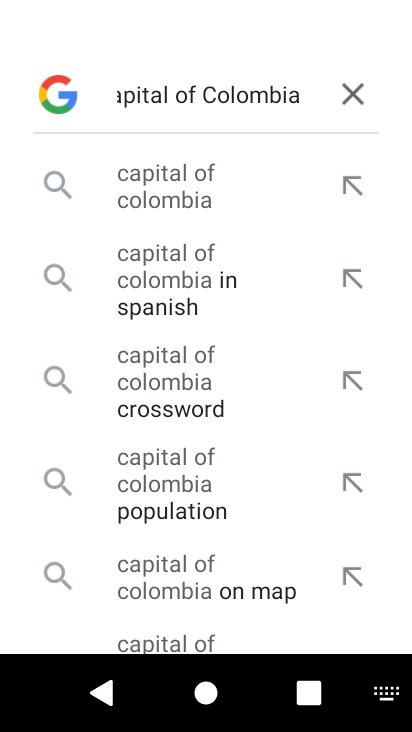 apital of Colombia
capital of
colombia
capital of
colombia in
spanish
capital of
colombia
crossword
capital of
colombia
population
capital of
colombia on map
capital of